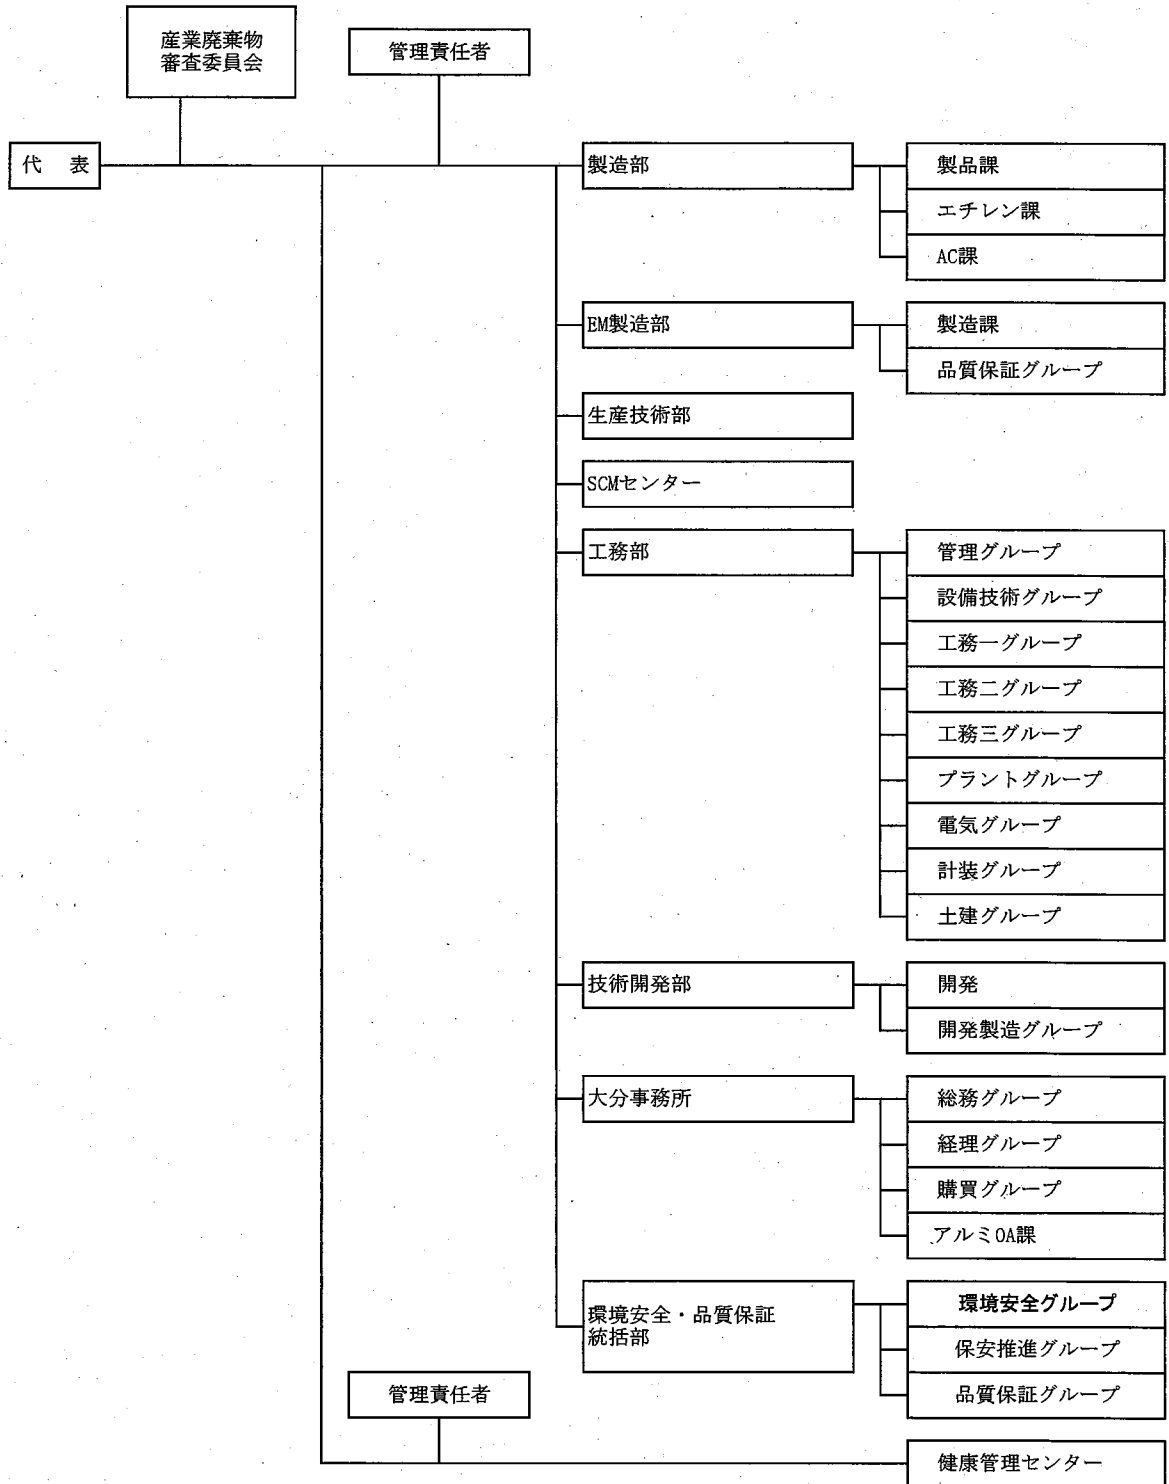 産業廃棄物
審査委員会
管理責任者
代 表
製造部
製品課
エチレン課
AC課
EM製造部
製造課
品質保証グループ
生産技術部
SCMセンター
工務部
管理グループ
設備技術グループ
工務一グループ
工務二グループ
工務三グループ
プラントグループ
電気グループ
計装グループ
土建グループ
技術開発部
開発
開発製造グループ
大分事務所
総務グループ
経理グループ
購買グループ
アルミOA課
環境安全・品質保証
統括部
環境安全グループ
保安推進グループ
品質保証グループ
管理責任者
健康管理センター